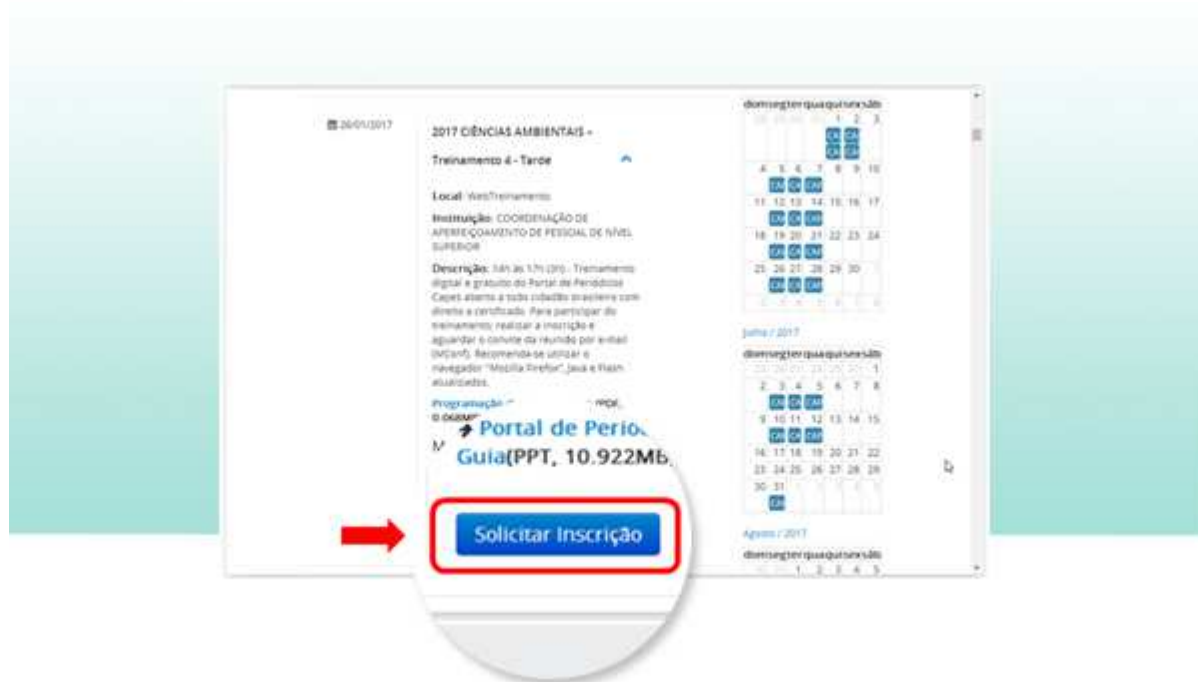 26/01/2017
2017 CIÊNCIAS AMBIENTAIS –
Treinamento 4 - Tarde
Local: WebTreinamento
Instituição: COORDENAÇÃO DE
APERFEIÇOAMENTO DE PESSOAL DE NÍVEL
SUPERIOR
Descrição: 14h às 17h (3h) - Treinamento
digital e gratuito do Portal de Periódicos
Capes aberto a todo cidadão brasileiro com
direito a certificado. Para participar do
treinamento, realizar a inscrição e
aguardar o convite da reunião por e-mail
(MConf). Recomenda-se utilizar o
navegador "Mozilla Firefox", Java e Flash
atualizados.
Programação
Portal de Perio
Guia(PPT, 10.922MB,
Solicitar Inscrição
domsegterquaquisexsáb
1 2 3
4 5 6 7 8 9 10
11 12 13 14 15 16 17
18 19 20 21 22 23 24
25 26 27 28 29 30
Julho / 2017
domsegterquaquisexsáb
1
2 3 4 5 6 7 8
9 10 11 12 13 14 15
16 17 18 19 20 21 22
23 24 25 26 27 28 29
30 31
Agosto / 2017
domsegterquaquisexsáb
1 2 3 4 5